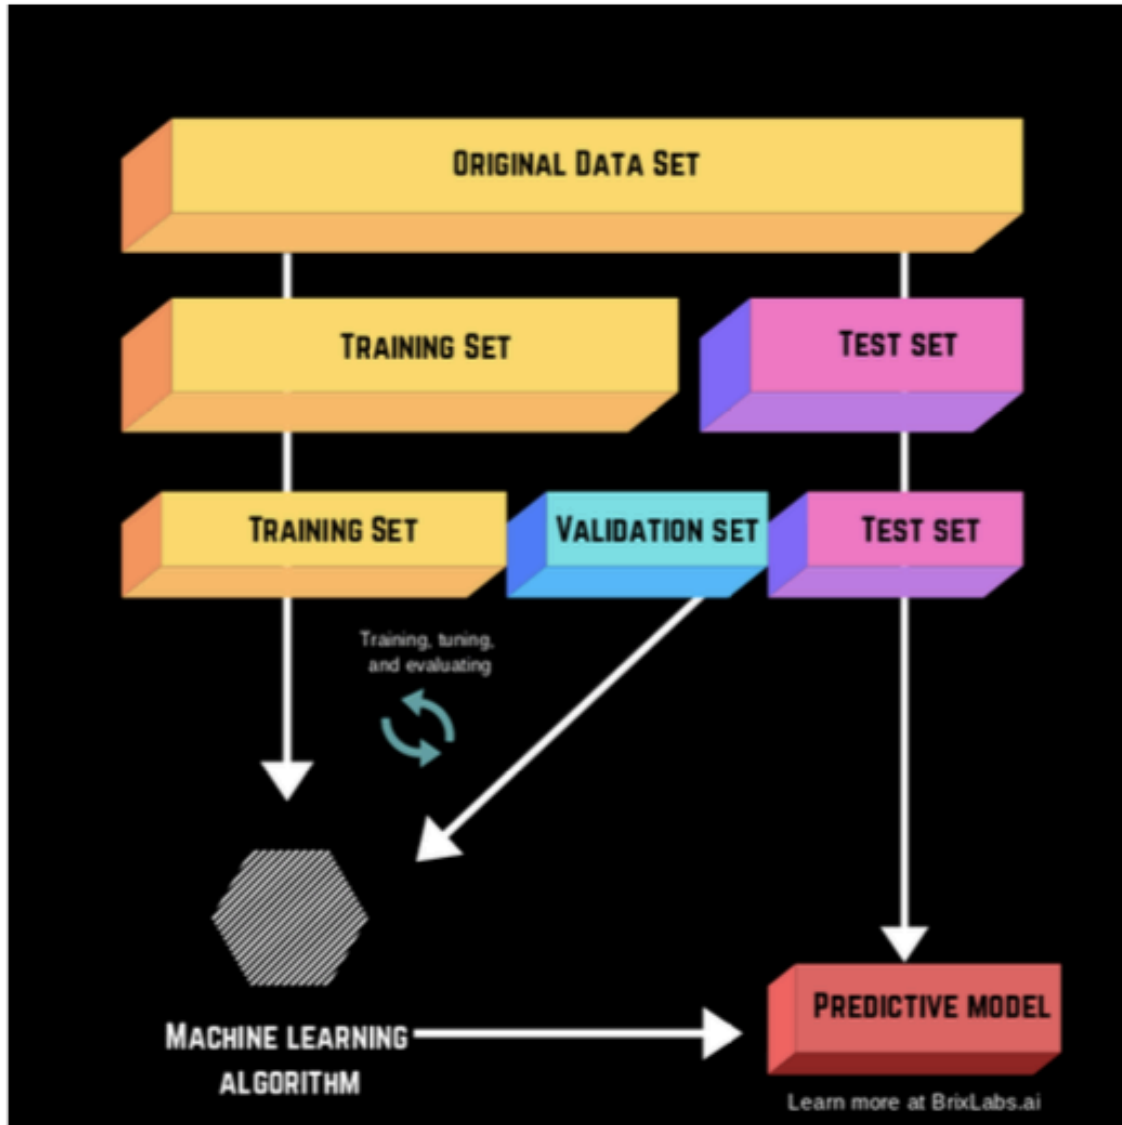 Original Data Set
Training Set
Test set
Training Set
Validation set
Test set
Training, tuning,
and evaluating
Machine learning
algorithm
Predictive model
Learn more at BrixLabs.ai